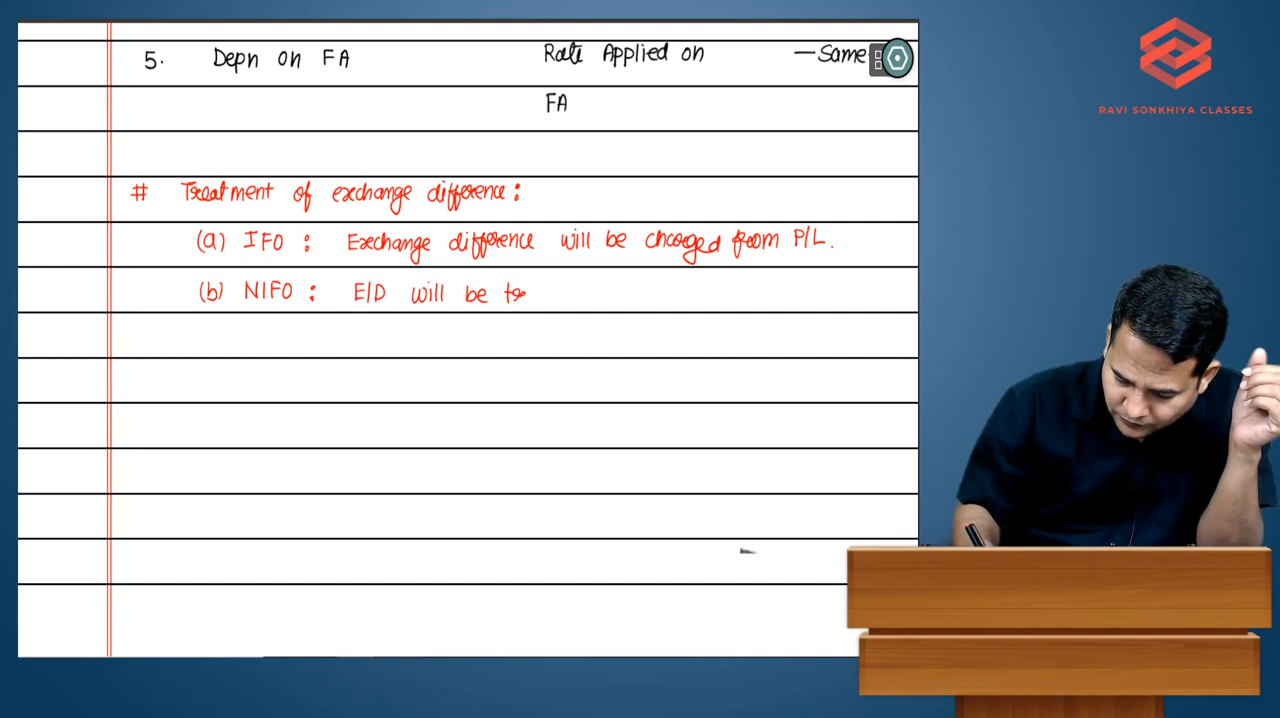 5. Depn on FA Rate Applied on — Same
FA
# Treatment of exchange difference:
(a) IFO : Exchange difference will be charged from P/L.
(b) NIFO : E/D will be
RAVI SONKHIYA CLASSES